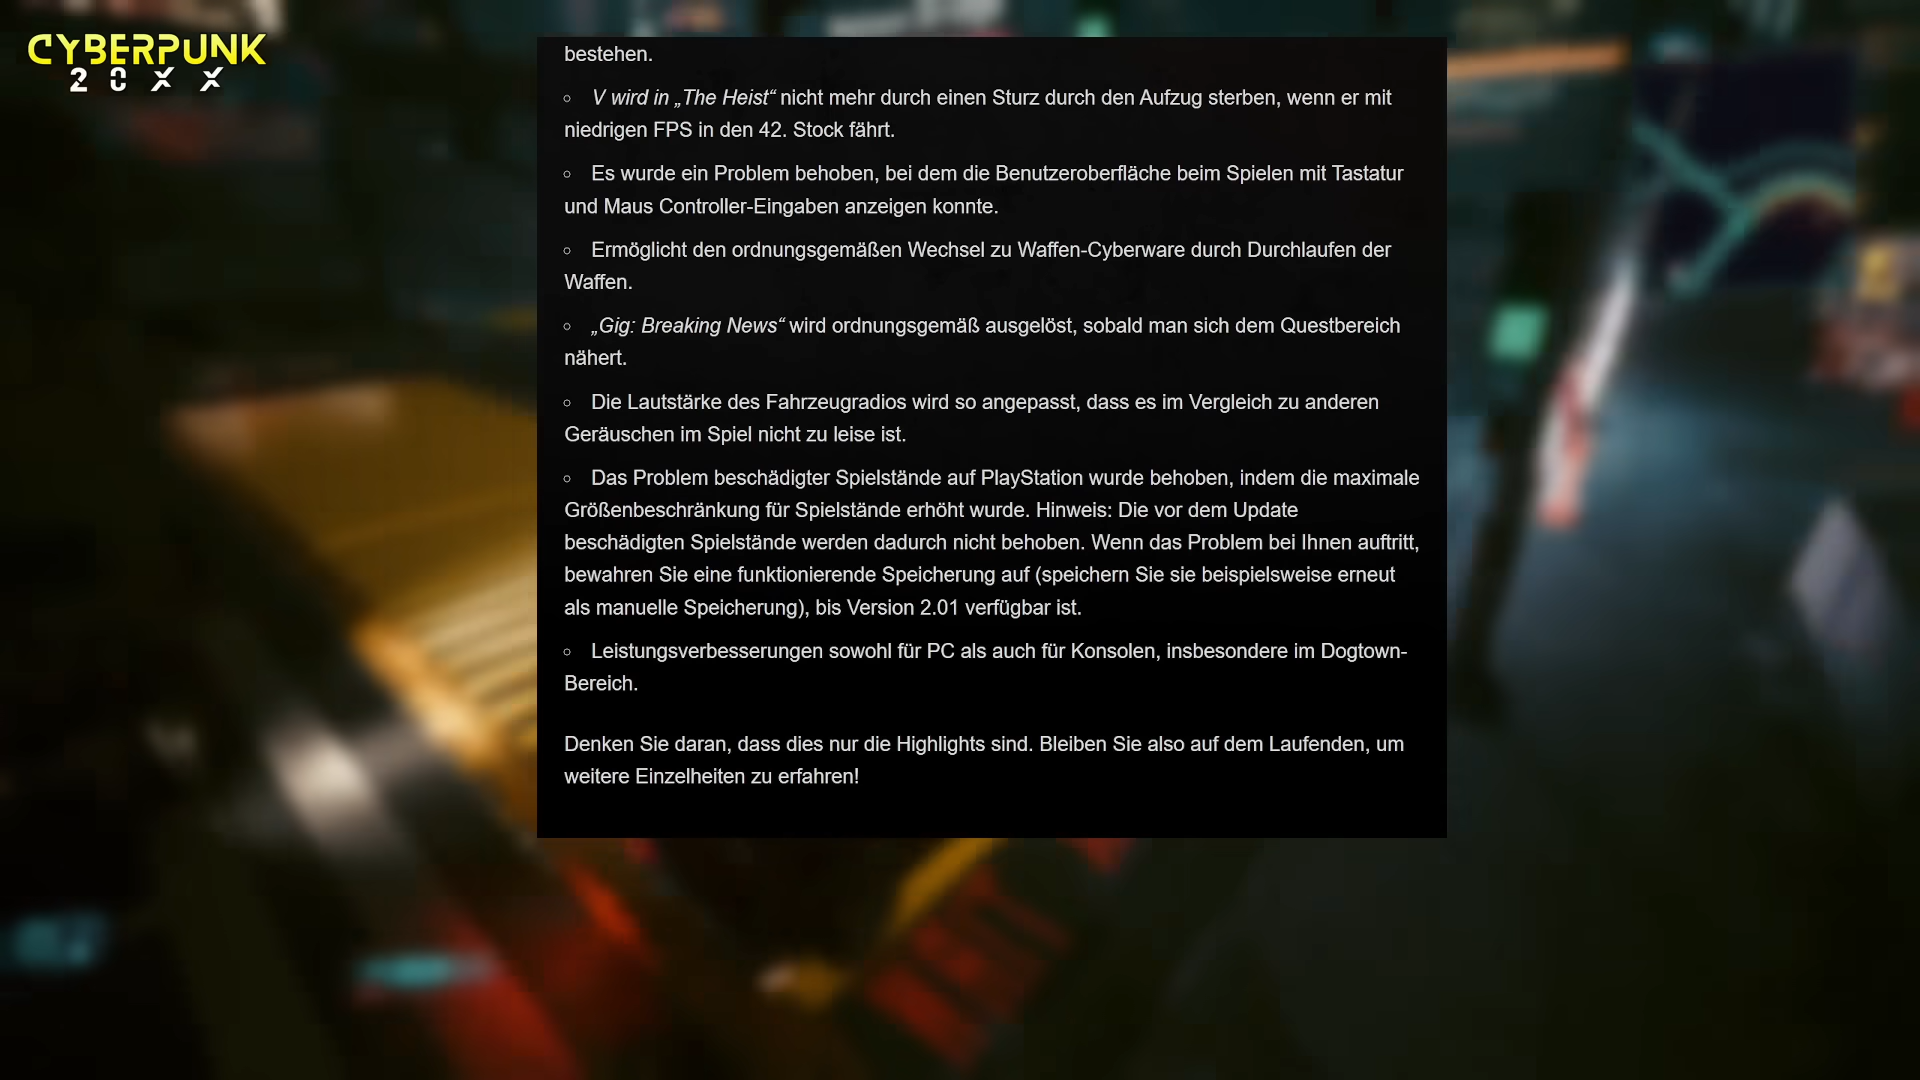 CYBERPUNK
20XX
bestehen.
◦ V wird in „The Heist“ nicht mehr durch einen Sturz durch den Aufzug sterben, wenn er mit
niedrigen FPS in den 42. Stock fährt.
◦ Es wurde ein Problem behoben, bei dem die Benutzeroberfläche beim Spielen mit Tastatur
und Maus Controller-Eingaben anzeigen konnte.
◦ Ermöglicht den ordnungsgemäßen Wechsel zu Waffen-Cyberware durch Durchlaufen der
Waffen.
◦ „Gig: Breaking News“ wird ordnungsgemäß ausgelöst, sobald man sich dem Questbereich
nähert.
◦ Die Lautstärke des Fahrzeugradios wird so angepasst, dass es im Vergleich zu anderen
Geräuschen im Spiel nicht zu leise ist.
◦ Das Problem beschädigter Spielstände auf PlayStation wurde behoben, indem die maximale
Größenbeschränkung für Spielstände erhöht wurde. Hinweis: Die vor dem Update
beschädigten Spielstände werden dadurch nicht behoben. Wenn das Problem bei Ihnen auftritt,
bewahren Sie eine funktionierende Speicherung auf (speichern Sie sie beispielsweise erneut
als manuelle Speicherung), bis Version 2.01 verfügbar ist.
◦ Leistungsverbesserungen sowohl für PC als auch für Konsolen, insbesondere im Dogtown-
Bereich.
Denken Sie daran, dass dies nur die Highlights sind. Bleiben Sie also auf dem Laufenden, um
weitere Einzelheiten zu erfahren!